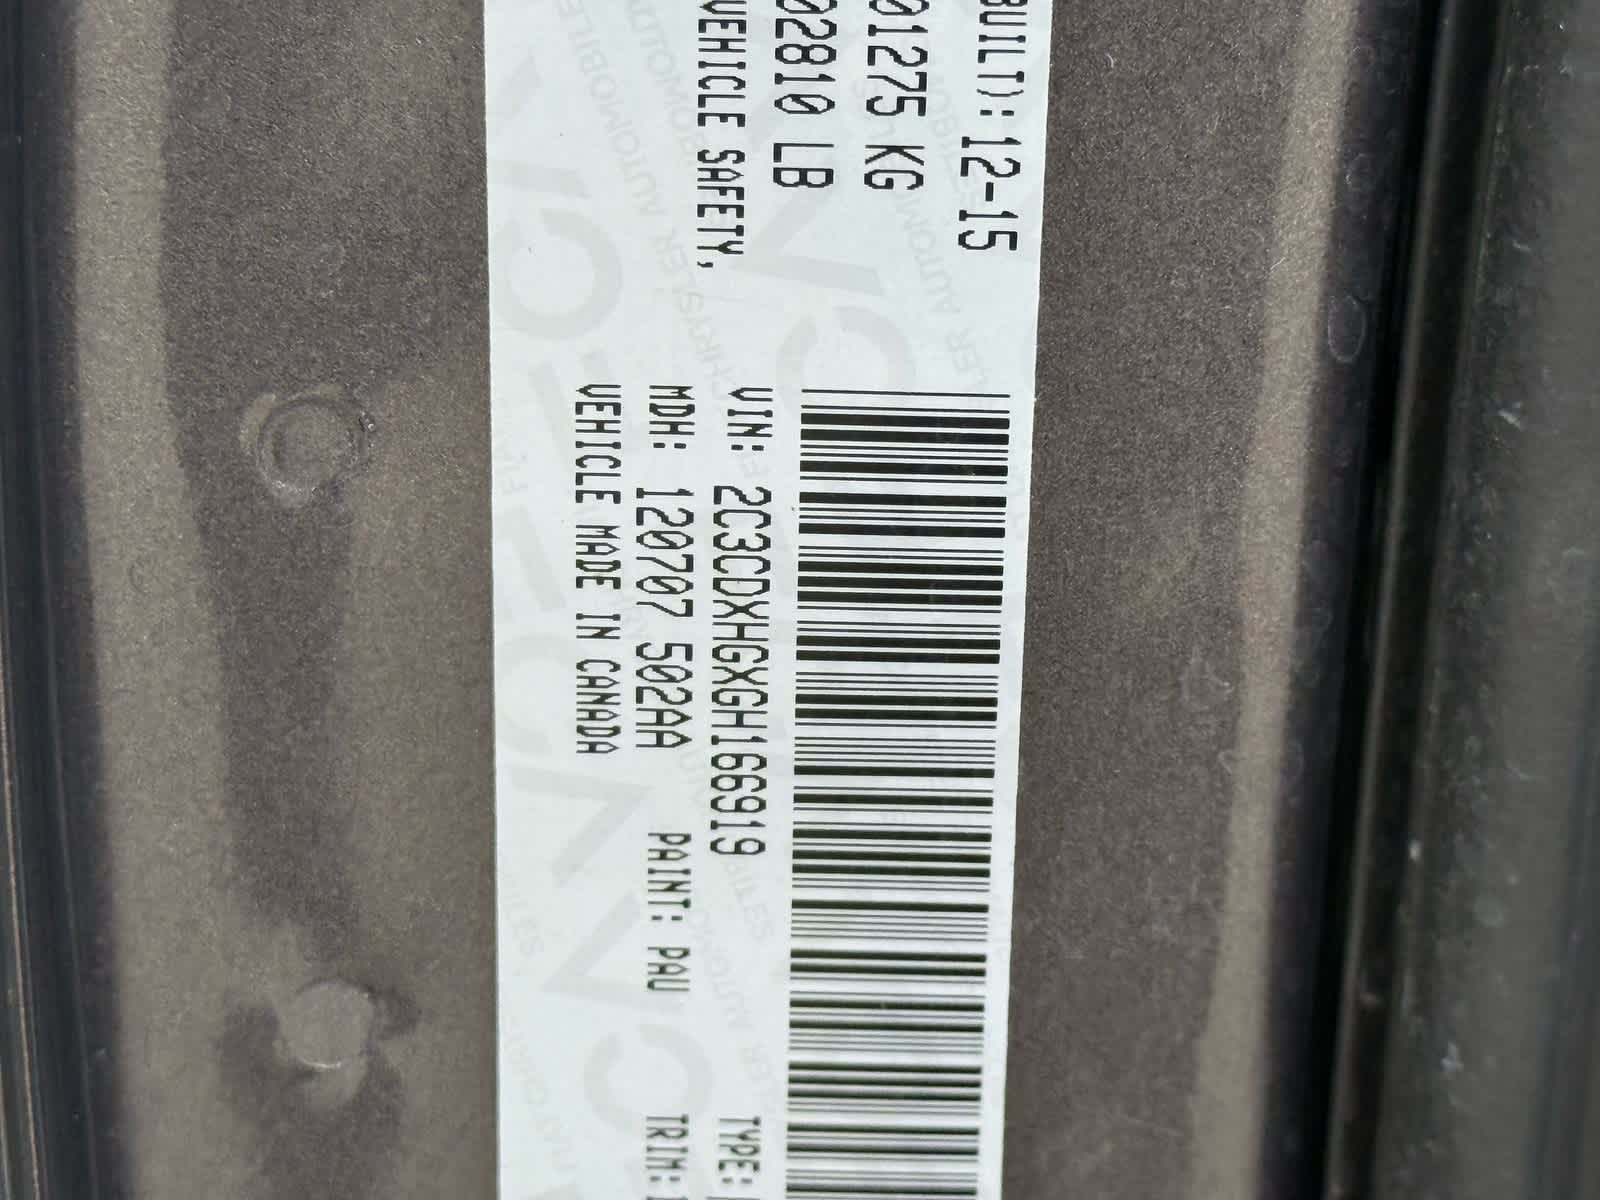 BUILT): 12-15
01275 KG
02810 LB
VEHICLE SAFETY,
VIN: 2C3CDXHGXGH166919
TYPE:
MDH: 120707 502AA
PAINT: PAU
TRIM:
VEHICLE MADE IN CANADA